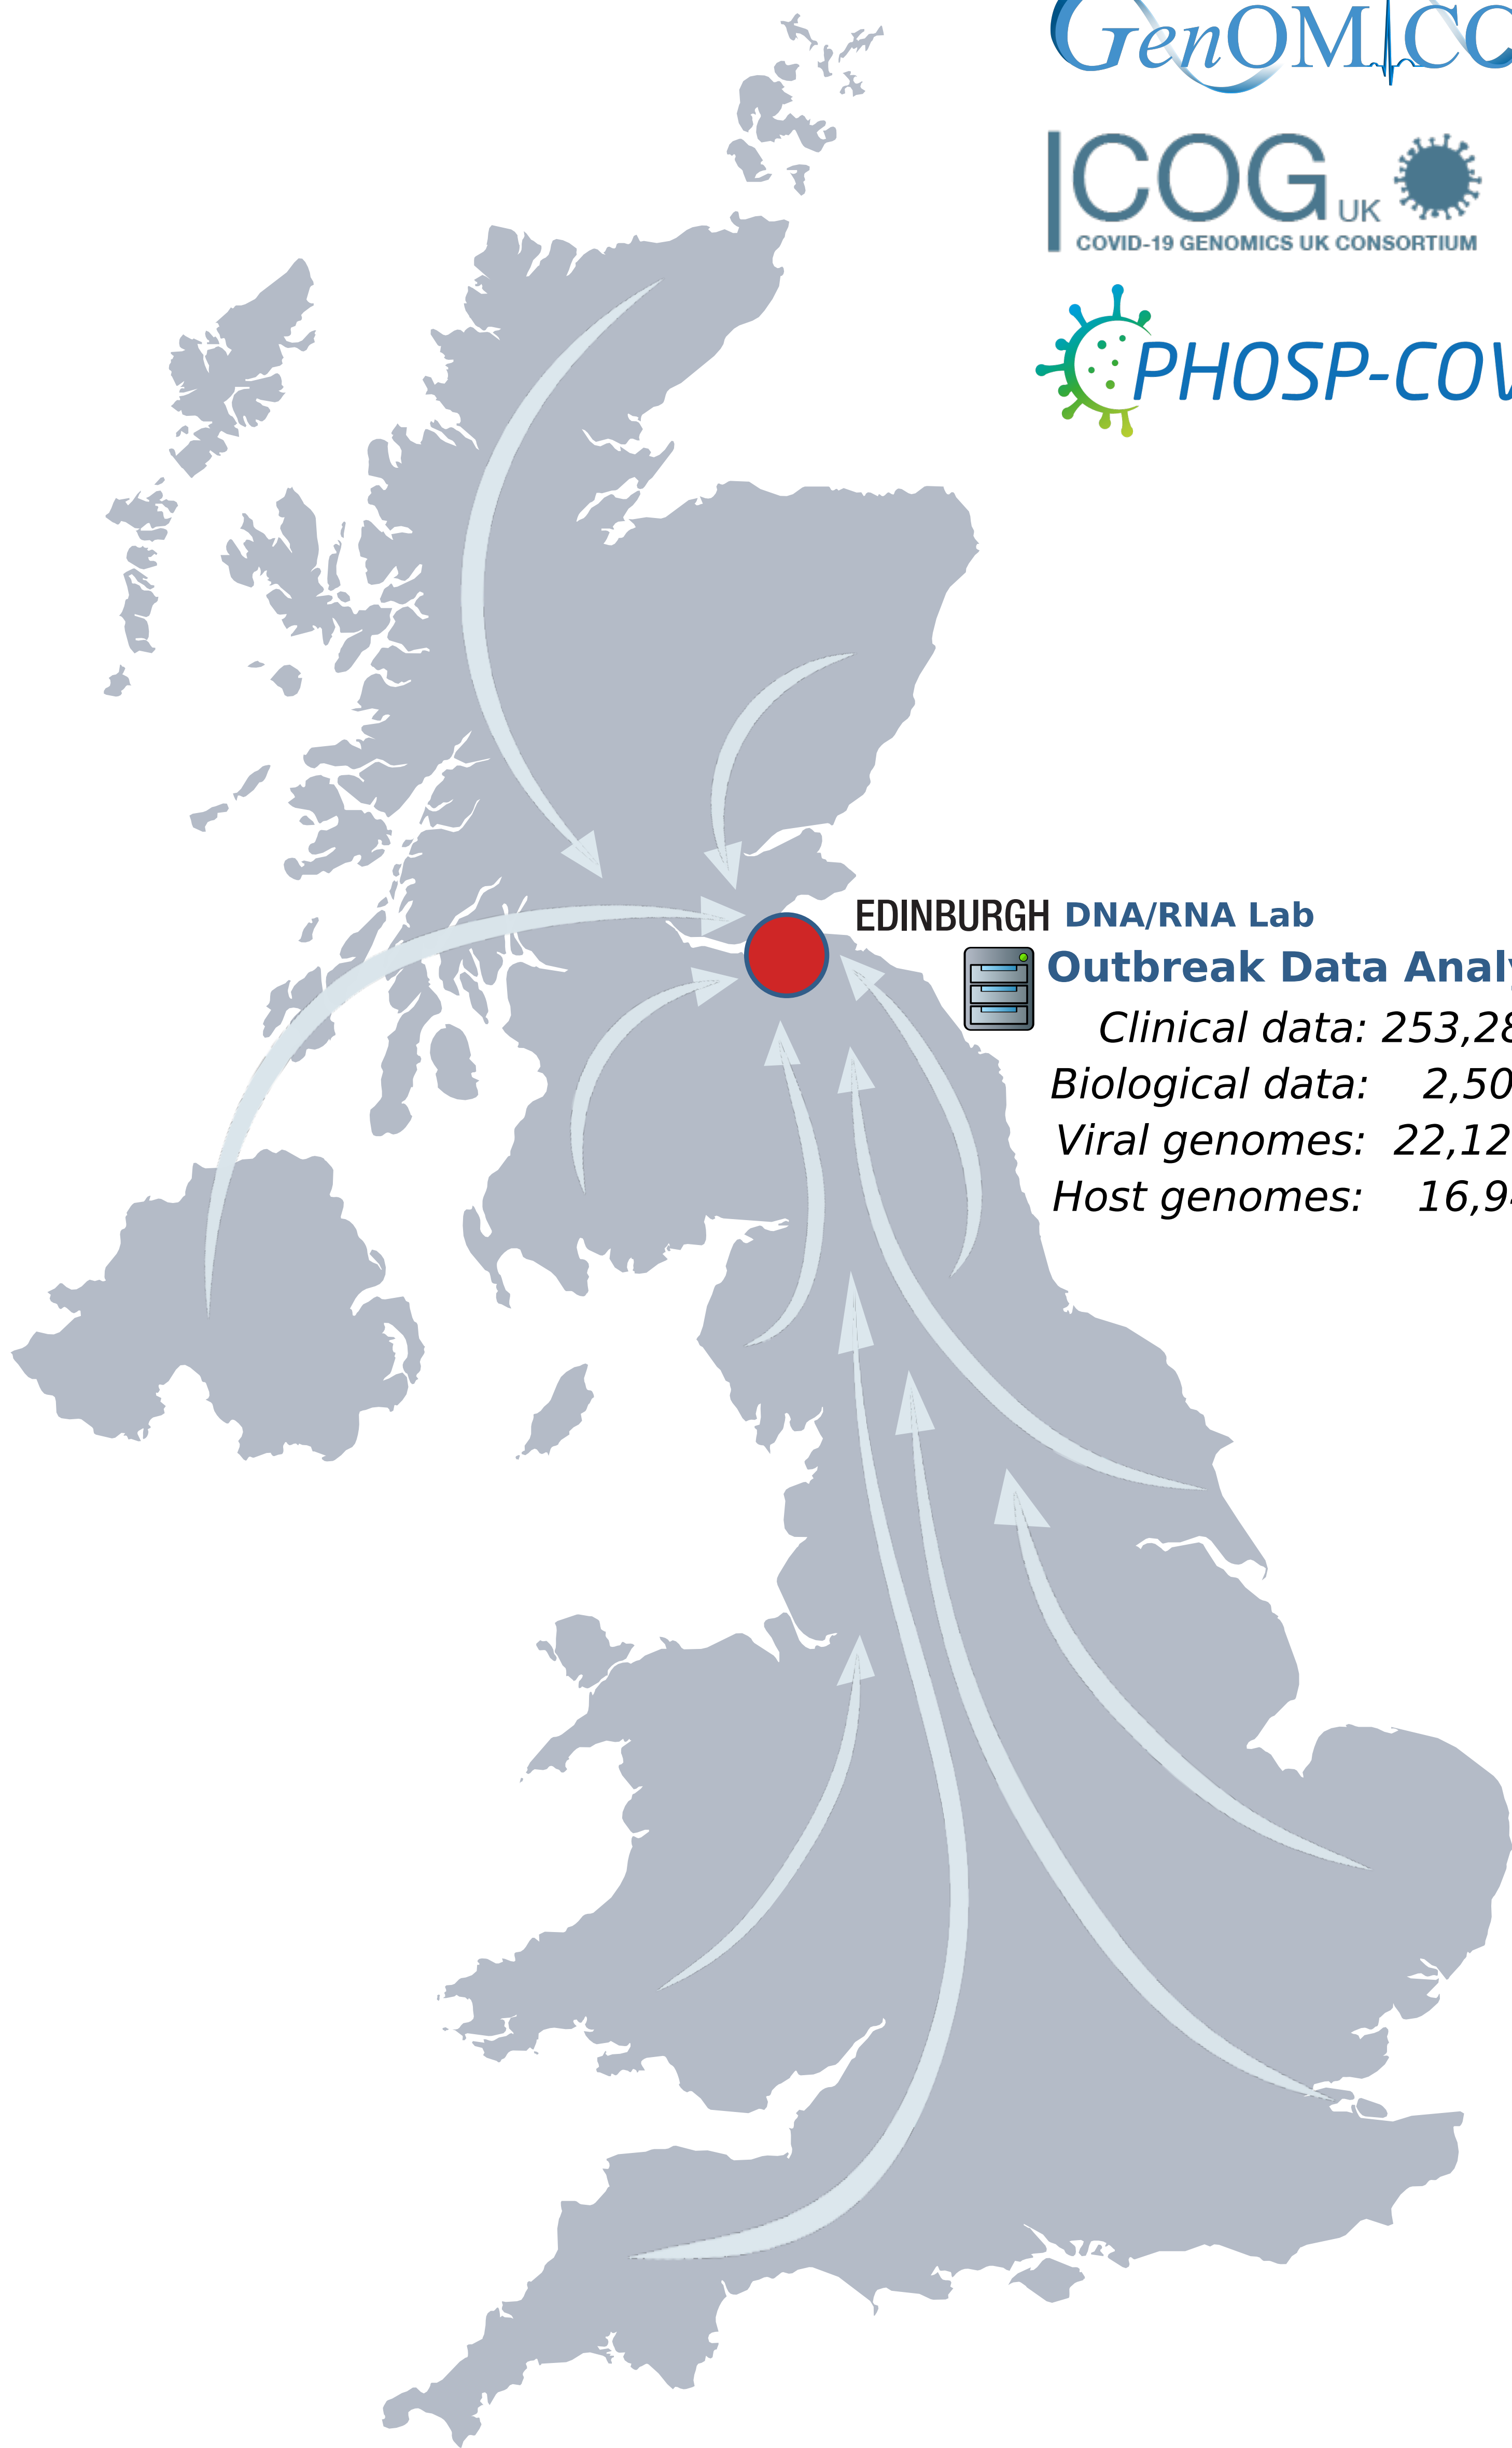 GenOMICC
COG UK
COVID-19 GENOMICS UK CONSORTIUM
PHOSP-COV
EDINBURGH DNA/RNA Lab
Outbreak Data Analy
Clinical data: 253,28
Biological data: 2,50
Viral genomes: 22,12
Host genomes: 16,9